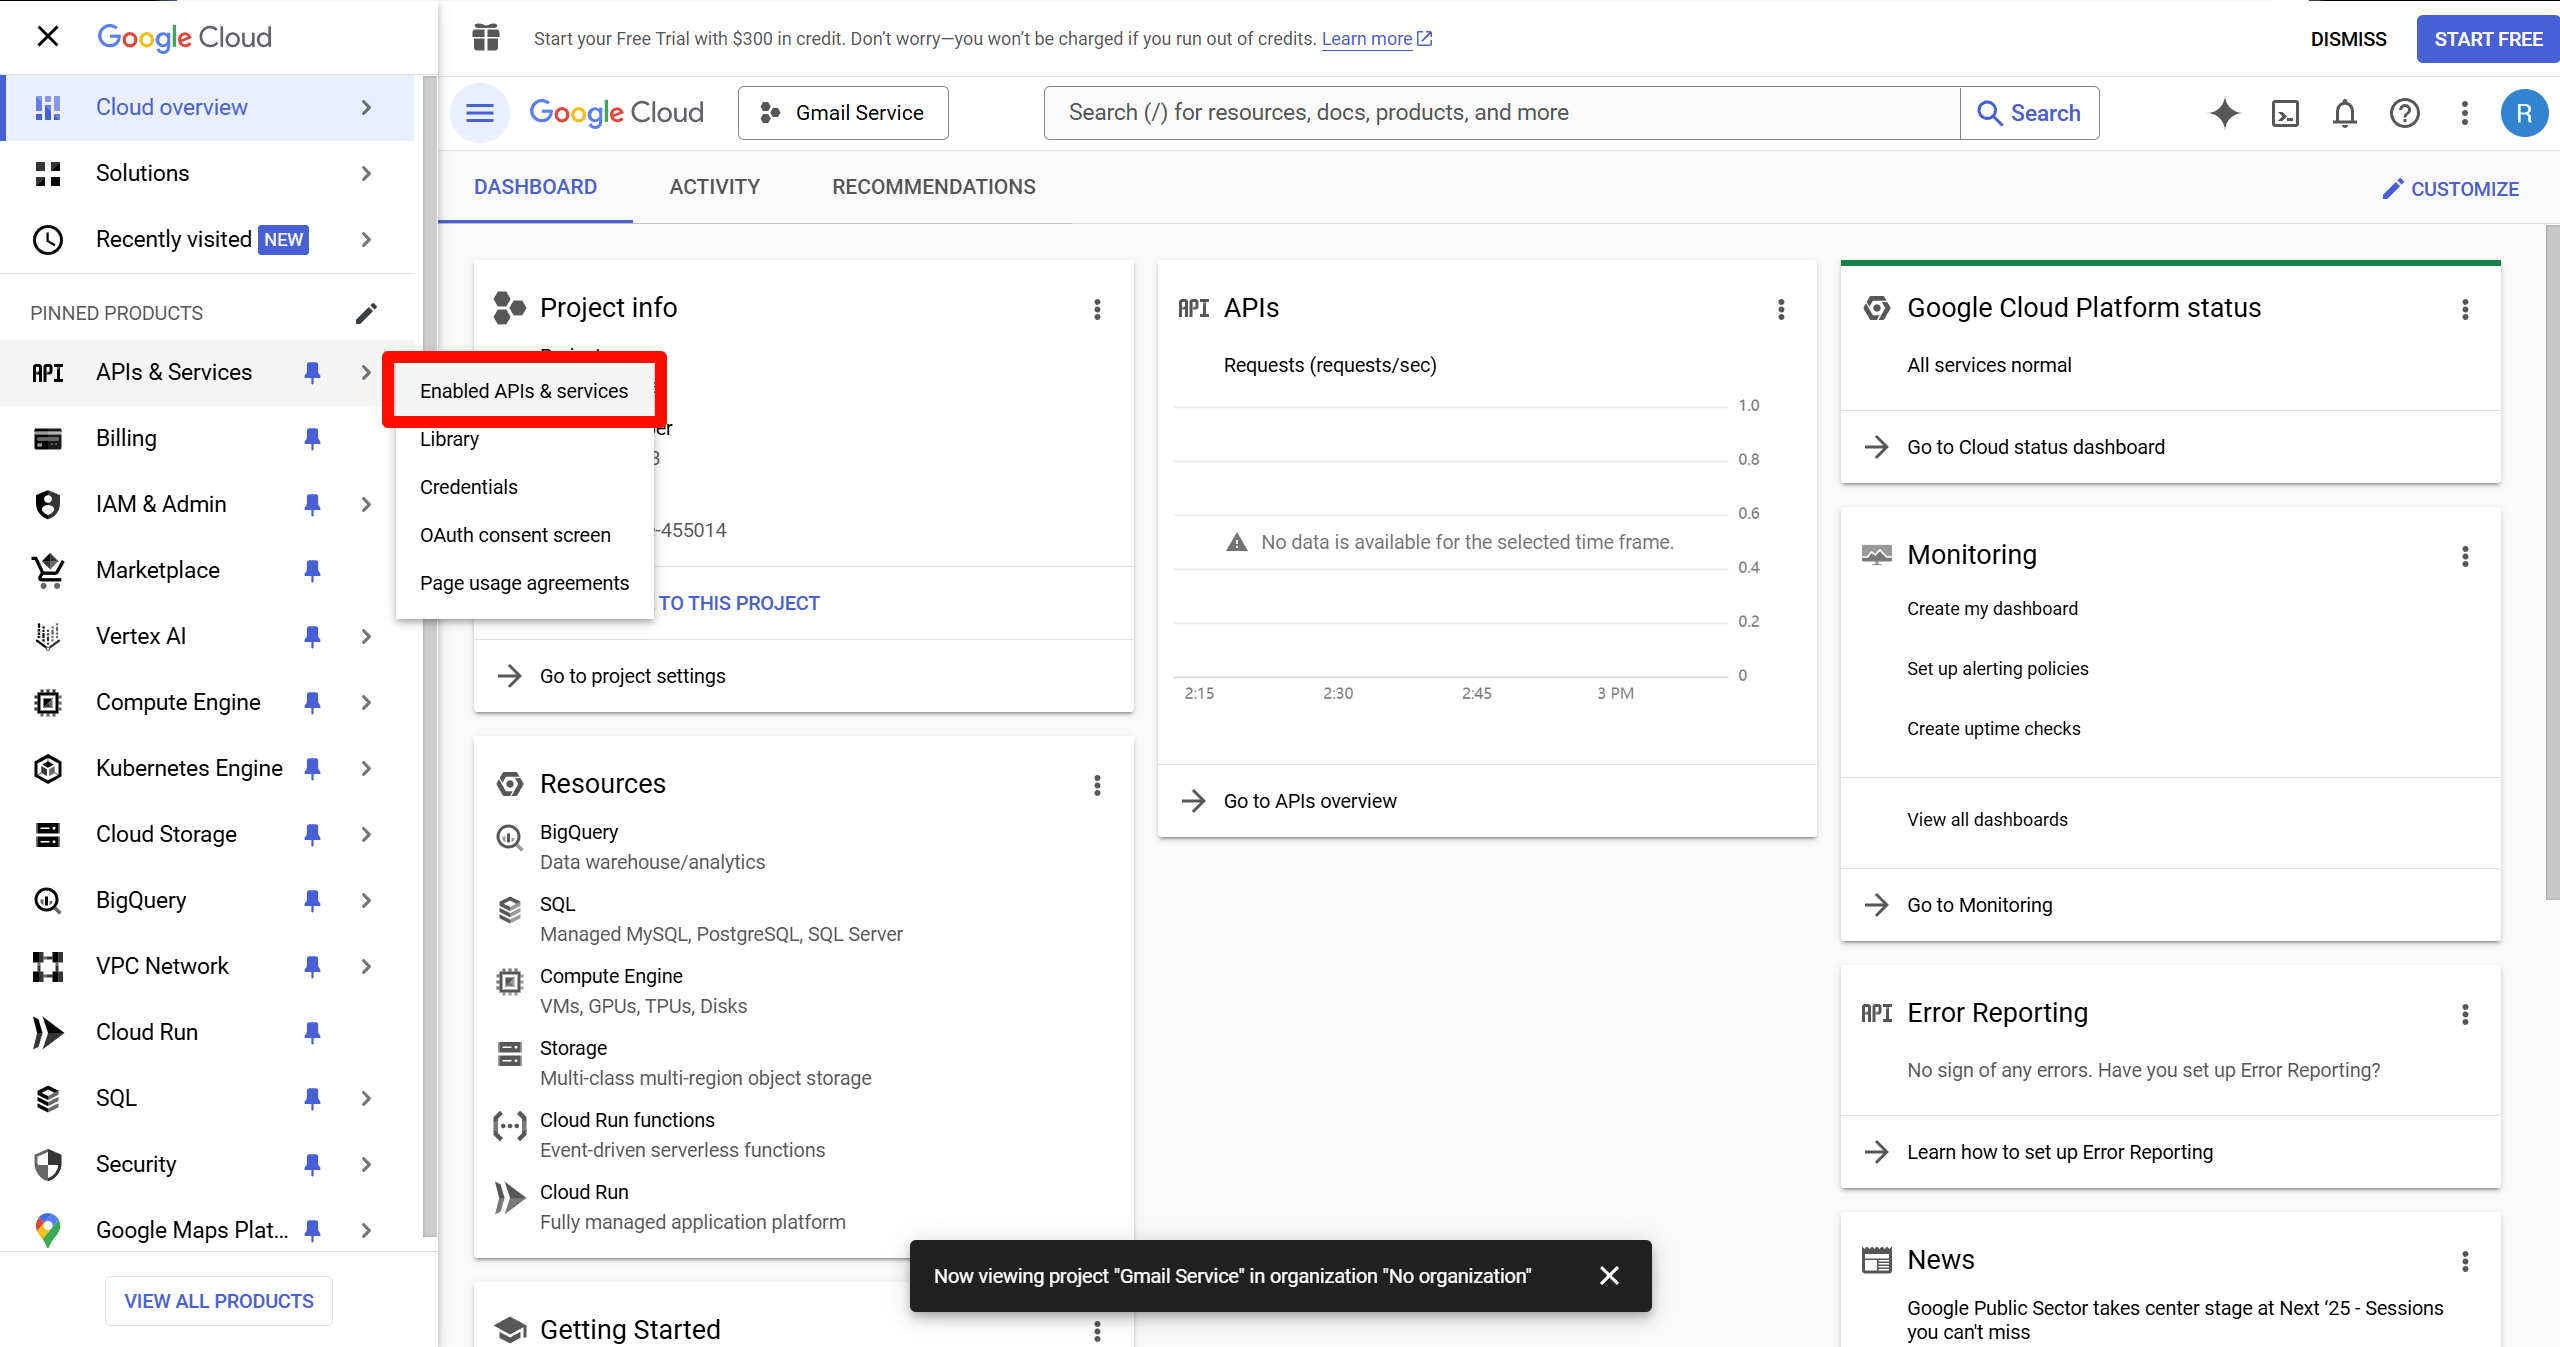 Google Cloud
Cloud overview
Solutions
Recently visited NEW
PINNED PRODUCTS
APIs & Services
Billing
IAM & Admin
Marketplace
Vertex AI
Compute Engine
Kubernetes Engine
Cloud Storage
BigQuery
VPC Network
Cloud Run
SQL
Security
Google Maps Plat...
VIEW ALL PRODUCTS
Enabled APIs & services
Library
Credentials
OAuth consent screen
Page usage agreements
Start your Free Trial with $300 in credit. Don’t worry—you won’t be charged if you run out of credits. Learn more
DISMISS
START FREE
Google Cloud
Gmail Service
Search (/) for resources, docs, products, and more
Search
R
DASHBOARD
ACTIVITY
RECOMMENDATIONS
CUSTOMIZE
Project info
-455014
TO THIS PROJECT
Go to project settings
Resources
BigQuery
Data warehouse/analytics
SQL
Managed MySQL, PostgreSQL, SQL Server
Compute Engine
VMs, GPUs, TPUs, Disks
Storage
Multi-class multi-region object storage
Cloud Run functions
Event-driven serverless functions
Cloud Run
Fully managed application platform
Getting Started
API APIs
Requests (requests/sec)
1.0
0.8
0.6
No data is available for the selected time frame.
0.4
0.2
0
2:15
2:30
2:45
3 PM
Go to APIs overview
Google Cloud Platform status
All services normal
Go to Cloud status dashboard
Monitoring
Create my dashboard
Set up alerting policies
Create uptime checks
View all dashboards
Go to Monitoring
API Error Reporting
No sign of any errors. Have you set up Error Reporting?
Learn how to set up Error Reporting
News
Google Public Sector takes center stage at Next ‘25 - Sessions
you can't miss
Now viewing project "Gmail Service" in organization "No organization"